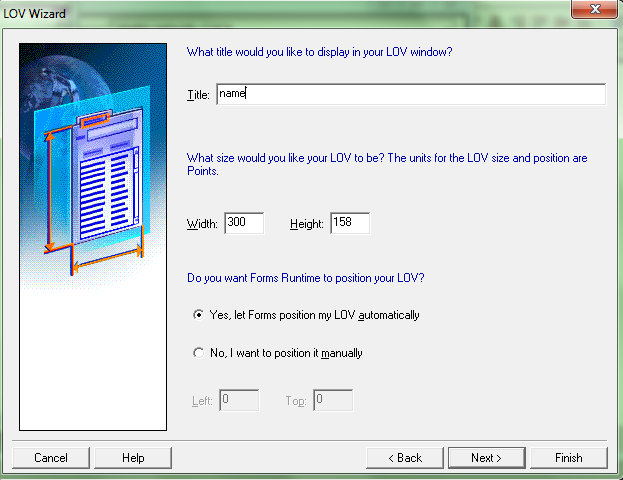 LOV Wizard
What title would you like to display in your LOV window?
Title: name
What size would you like your LOV to be? The units for the LOV size and position are
Points.
Width: 300 Height: 158
Do you want Forms Runtime to position your LOV?
Yes, let Forms position my LOV automatically
No, I want to position it manually
Left: 0 Top: 0
Cancel Help < Back Next > Finish